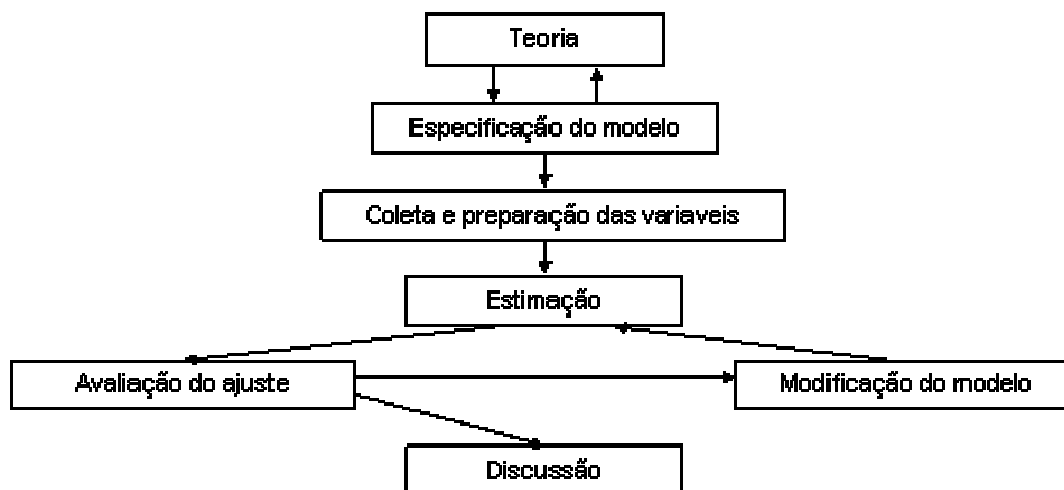 Teoria
Especificação do modelo
Coleta e preparação das variaveis
Estimação
Avaliação do ajuste
Modificação do modelo
Discussão